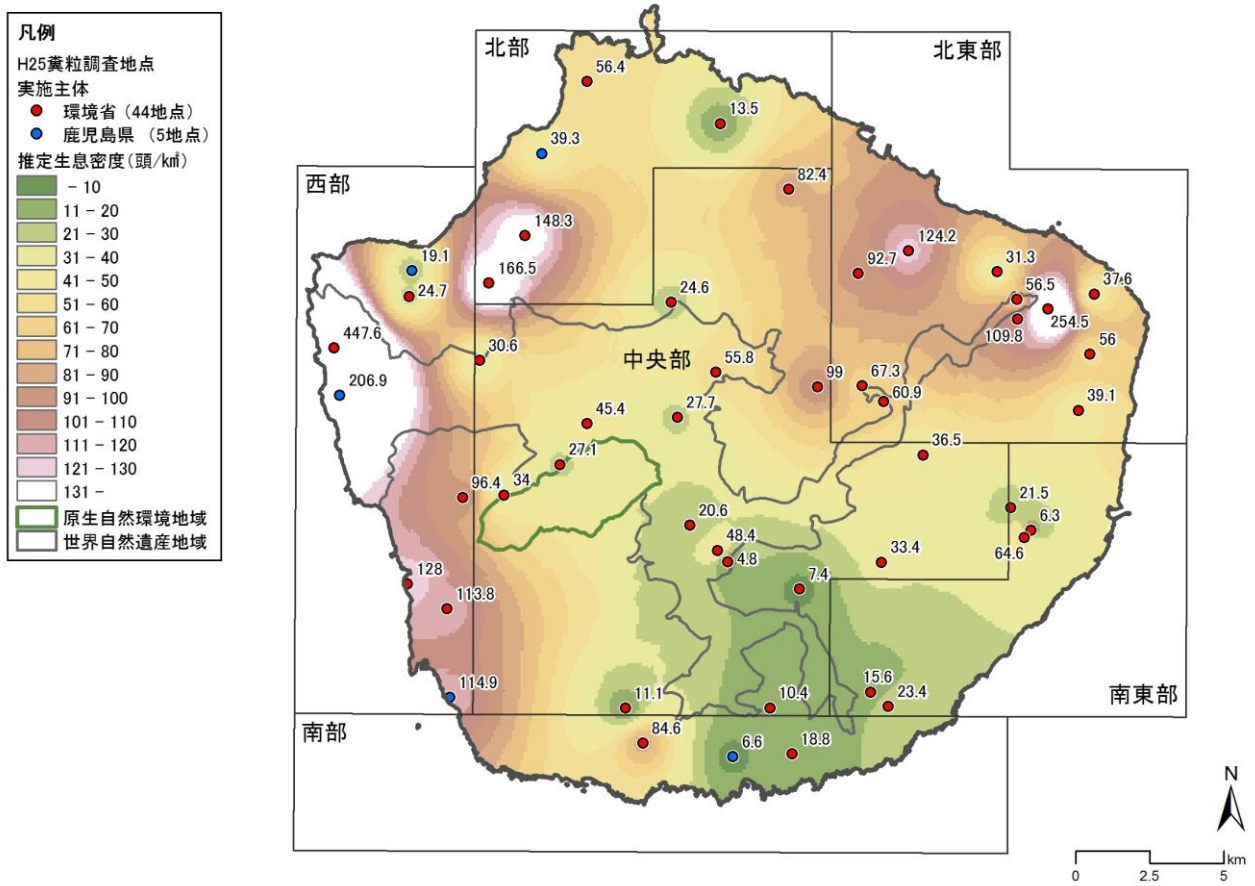 凡例
H25糞粒調査地点
実施主体
環境省 (44地点)
鹿児島県 (5地点)
推定生息密度(頭/k㎡)
- 10
11 - 20
21 - 30
31 - 40
41 - 50
51 - 60
61 - 70
71 - 80
81 - 90
91 - 100
101 - 110
111 - 120
121 - 130
131 -
原生自然環境地域
世界自然遺産地域
北部
北東部
56.4
13.5
39.3
西部
82.4
148.3
124.2
19.1
92.7
31.3
166.5
24.7
24.6
56.5
37.6
254.5
109.8
447.6
30.6
中央部
55.8
56
206.9
99
67.3
60.9
39.1
45.4
27.7
36.5
27.1
96.4
34
21.5
20.6
6.3
48.4
64.6
4.8
33.4
7.4
128
113.8
114.9
15.6
11.1
10.4
23.4
南東部
南部
84.6
6.6
18.8
N
km
0 2.5 5